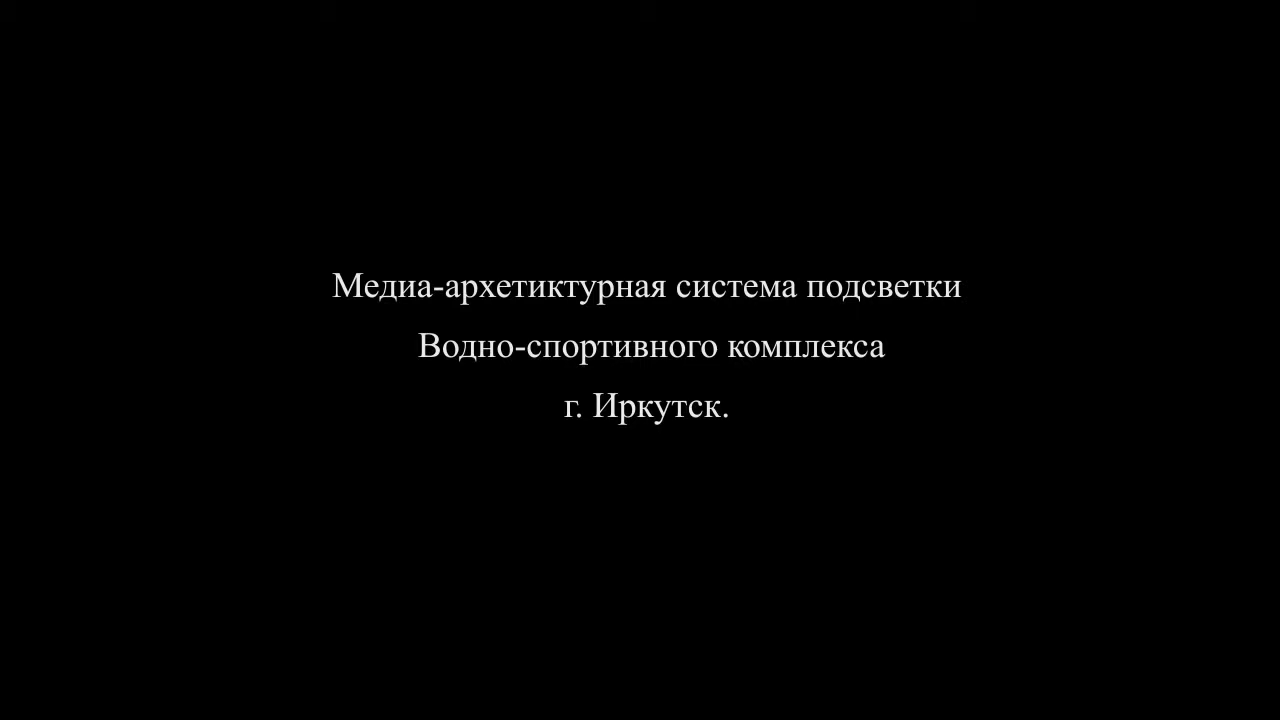 Медиа-архетиктурная система подсветки
Водно-спортивного комплекса
г. Иркутск.